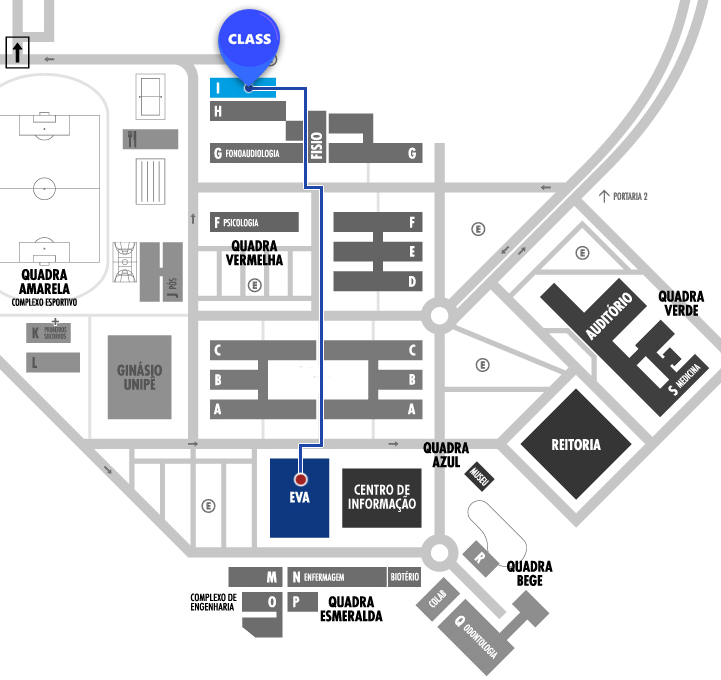 CLASS
I
H
FISIO
G FONOAUDIOLOGIA
G
PORTARIA 2
F PSICOLOGIA
F
E
D
QUADRA
VERMELHA
E
E
E
QUADRA
AMARELA
COMPLEXO ESPORTIVO
J PÓS
QUADRA
VERDE
AUDITÓRIO
S MEDICINA
K PRIMEIROS
SOCORROS
L
GINÁSIO
UNIPÊ
C
C
B
B
A
A
E
REITORIA
QUADRA
AZUL
MUSEU
EVA
CENTRO DE
INFORMAÇÃO
E
R
QUADRA
BEGE
M
N ENFERMAGEM
BIOTÉRIO
COMPLEXO DE
ENGENHARIA
O
P
QUADRA
ESMERALDA
COLAB
Q ODONTOLOGIA